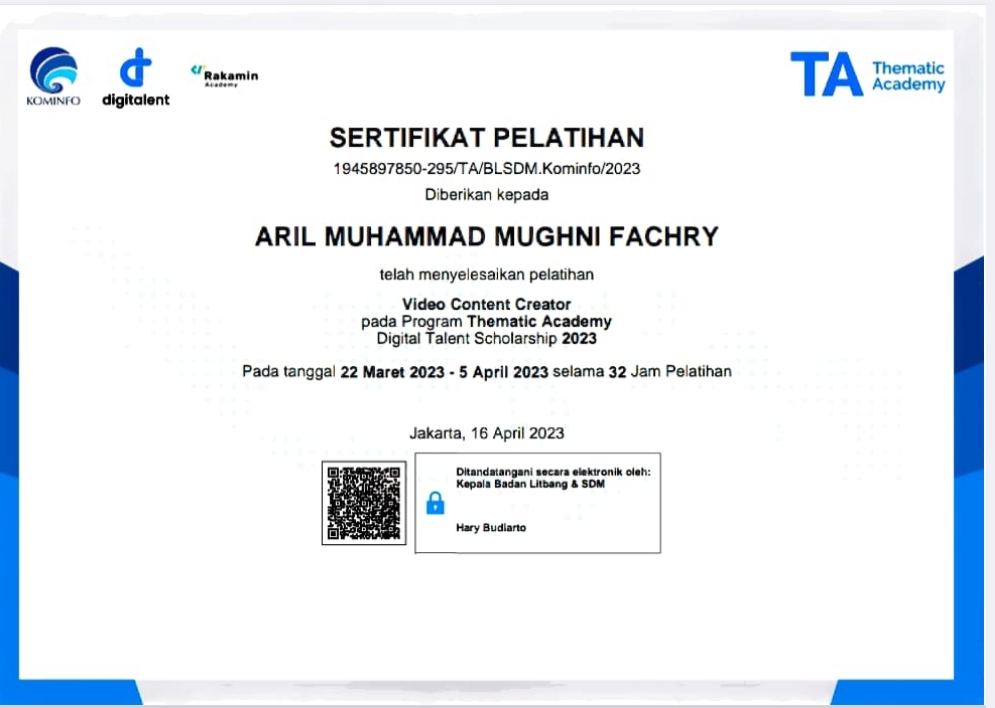 KOMINFO
digitalent
Rakamin
Academy
TA Thematic
Academy
SERTIFIKAT PELATIHAN
1945897850-295/TA/BLSDM.Kominfo/2023
Diberikan kepada
ARIL MUHAMMAD MUGHNI FACHRY
telah menyelesaikan pelatihan
Video Content Creator
pada Program Thematic Academy
Digital Talent Scholarship 2023
Pada tanggal 22 Maret 2023 - 5 April 2023 selama 32 Jam Pelatihan
Jakarta, 16 April 2023
Ditandatangani secara elektronik oleh:
Kepala Badan Litbang & SDM
Hary Budiarto